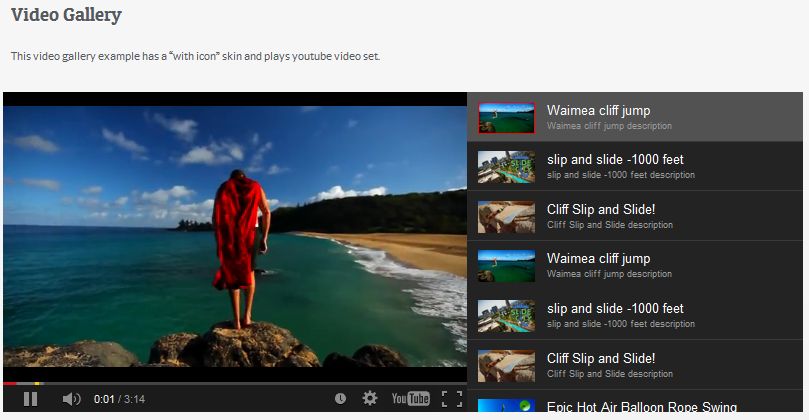 Video Gallery
This video gallery example has a “with icon” skin and plays youtube video set.
Waimea cliff jump
Waimea cliff jump description
slip and slide -1000 feet
slip and slide -1000 feet description
Cliff Slip and Slide!
Cliff Slip and Slide description
Waimea cliff jump
Waimea cliff jump description
slip and slide -1000 feet
slip and slide -1000 feet description
Cliff Slip and Slide!
Cliff Slip and Slide description
Epic Hot Air Balloon Rope Swing
0:01 / 3:14
YouTube